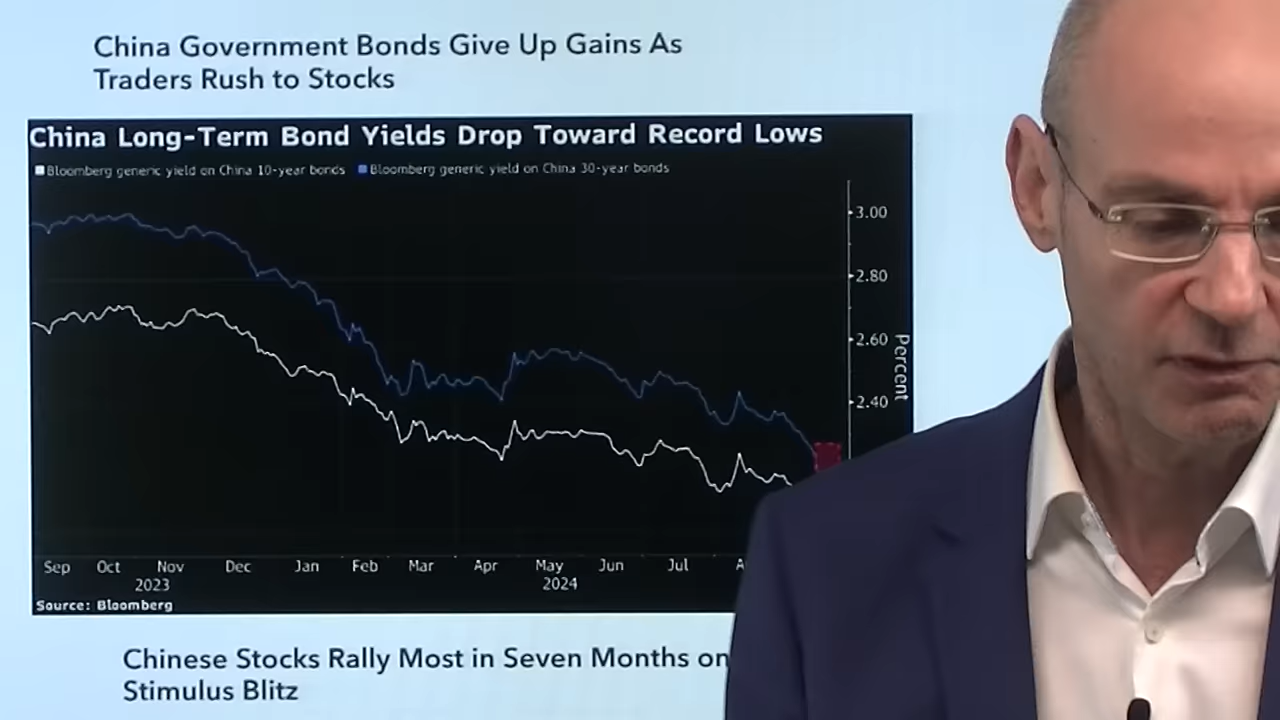 China Government Bonds Give Up Gains As
Traders Rush to Stocks
China Long-Term Bond Yields Drop Toward Record Lows
Bloomberg generic yield on China 10-year bonds Bloomberg generic yield on China 30-year bonds
3.00
2.80
2.60
2.40
Percent
Sep Oct Nov Dec Jan Feb Mar Apr May Jun Jul A
2023 2024
Source: Bloomberg
Chinese Stocks Rally Most in Seven Months on
Stimulus Blitz